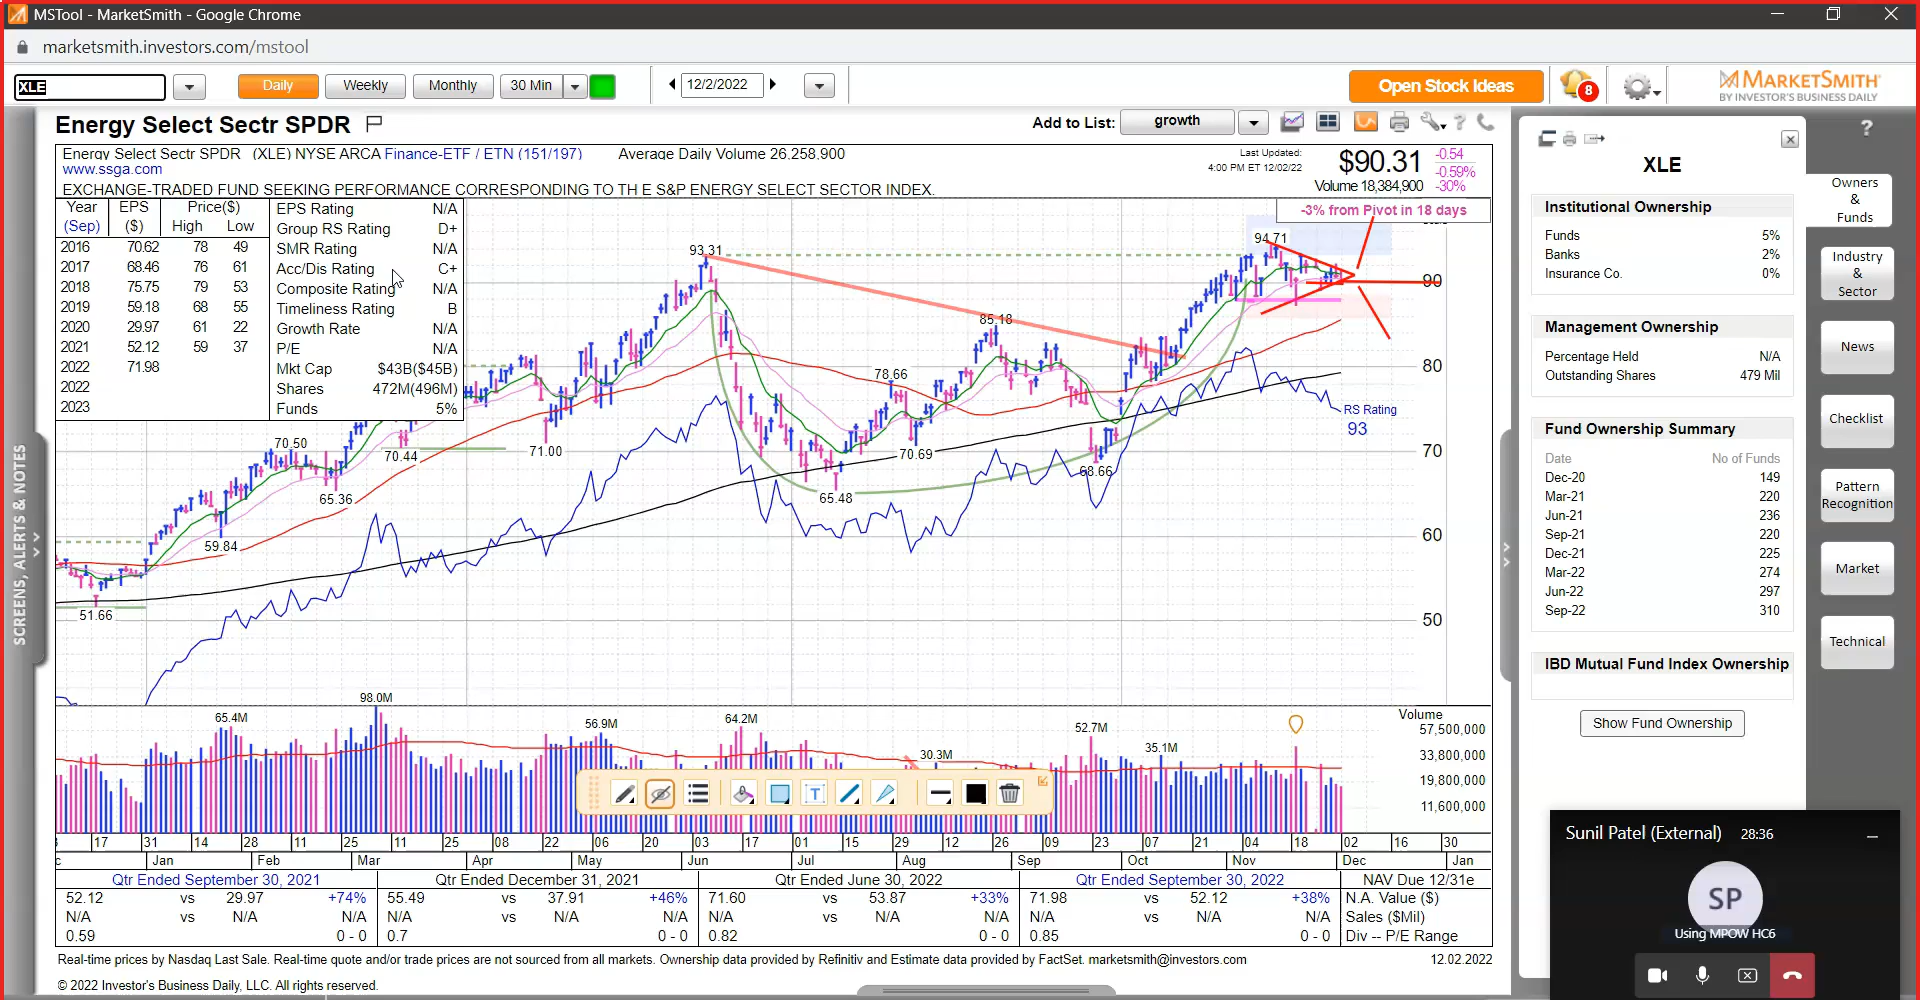 MSTool - MarketSmith - Google Chrome
marketsmith.investors.com/mstool
XLE
Daily
Weekly
Monthly
30 Min
12/2/2022
Open Stock Ideas
8
MARKETSMITH
BY INVESTOR'S BUSINESS DAILY
Energy Select Sectr SPDR
Add to List:
growth
Energy Select Sectr SPDR (XLE) NYSE ARCA Finance-ETF / ETN (151/197) Average Daily Volume 26,258,900
www.ssga.com
EXCHANGE-TRADED FUND SEEKING PERFORMANCE CORRESPONDING TO TH E S&P ENERGY SELECT SECTOR INDEX.
Last Updated:
4:00 PM ET 12/02/22
$90.31
-0.54
-0.59%
Volume 18,384,900 -30%
-3% from Pivot in 18 days
Year EPS Price($)
(Sep) ($) High Low
2016 70.62 78 49
2017 68.46 76 61
2018 75.75 79 53
2019 59.18 68 55
2020 29.97 61 22
2021 52.12 59 37
2022 71.98
2022
2023
EPS Rating N/A
Group RS Rating D+
SMR Rating N/A
Acc/Dis Rating C+
Composite Rating N/A
Timeliness Rating B
Growth Rate N/A
P/E N/A
Mkt Cap $43B($45B)
Shares 472M(496M)
Funds 5%
93.31
94.71
90
85.18
80
78.66
RS Rating
93
70.50
70.44
71.00
70.69
70
68.66
65.36
65.48
59.84
60
51.66
50
98.0M
65.4M
56.9M
64.2M
30.3M
52.7M
35.1M
Volume
57,500,000
33,800,000
19,800,000
11,600,000
17 31 14 28 11 25 11 25 08 22 06 20 03 17 01 15 29 12 26 09 23 07 21 04 18 02 16 30
c Jan Feb Mar Apr May Jun Jul Aug Sep Oct Nov Dec Jan
Qtr Ended September 30, 2021
52.12 vs 29.97 +74%
N/A vs N/A N/A
0.59 0 - 0
Qtr Ended December 31, 2021
55.49 vs 37.91 +46%
N/A vs N/A N/A
0.7 0 - 0
Qtr Ended June 30, 2022
71.60 vs 53.87 +33%
N/A vs N/A N/A
0.82 0 - 0
Qtr Ended September 30, 2022
71.98 vs 52.12 +38%
N/A vs N/A N/A
0.85 0 - 0
NAV Due 12/31e
N.A. Value ($)
Sales ($Mil)
Div -- P/E Range
Real-time prices by Nasdaq Last Sale. Real-time quote and/or trade prices are not sourced from all markets. Ownership data provided by Refinitiv and Estimate data provided by FactSet. marketsmith@investors.com
12.02.2022
© 2022 Investor's Business Daily, LLC. All rights reserved.
SCREENS, ALERTS & NOTES
XLE
Institutional Ownership
Funds 5%
Banks 2%
Insurance Co. 0%
Management Ownership
Percentage Held N/A
Outstanding Shares 479 Mil
Fund Ownership Summary
Date No of Funds
Dec-20 149
Mar-21 220
Jun-21 236
Sep-21 220
Dec-21 225
Mar-22 274
Jun-22 297
Sep-22 310
IBD Mutual Fund Index Ownership
Show Fund Ownership
Owners
&
Funds
Industry
&
Sector
News
Checklist
Pattern
Recognition
Market
Technical
Sunil Patel (External) 28:36
SP
Using MPOW HC6